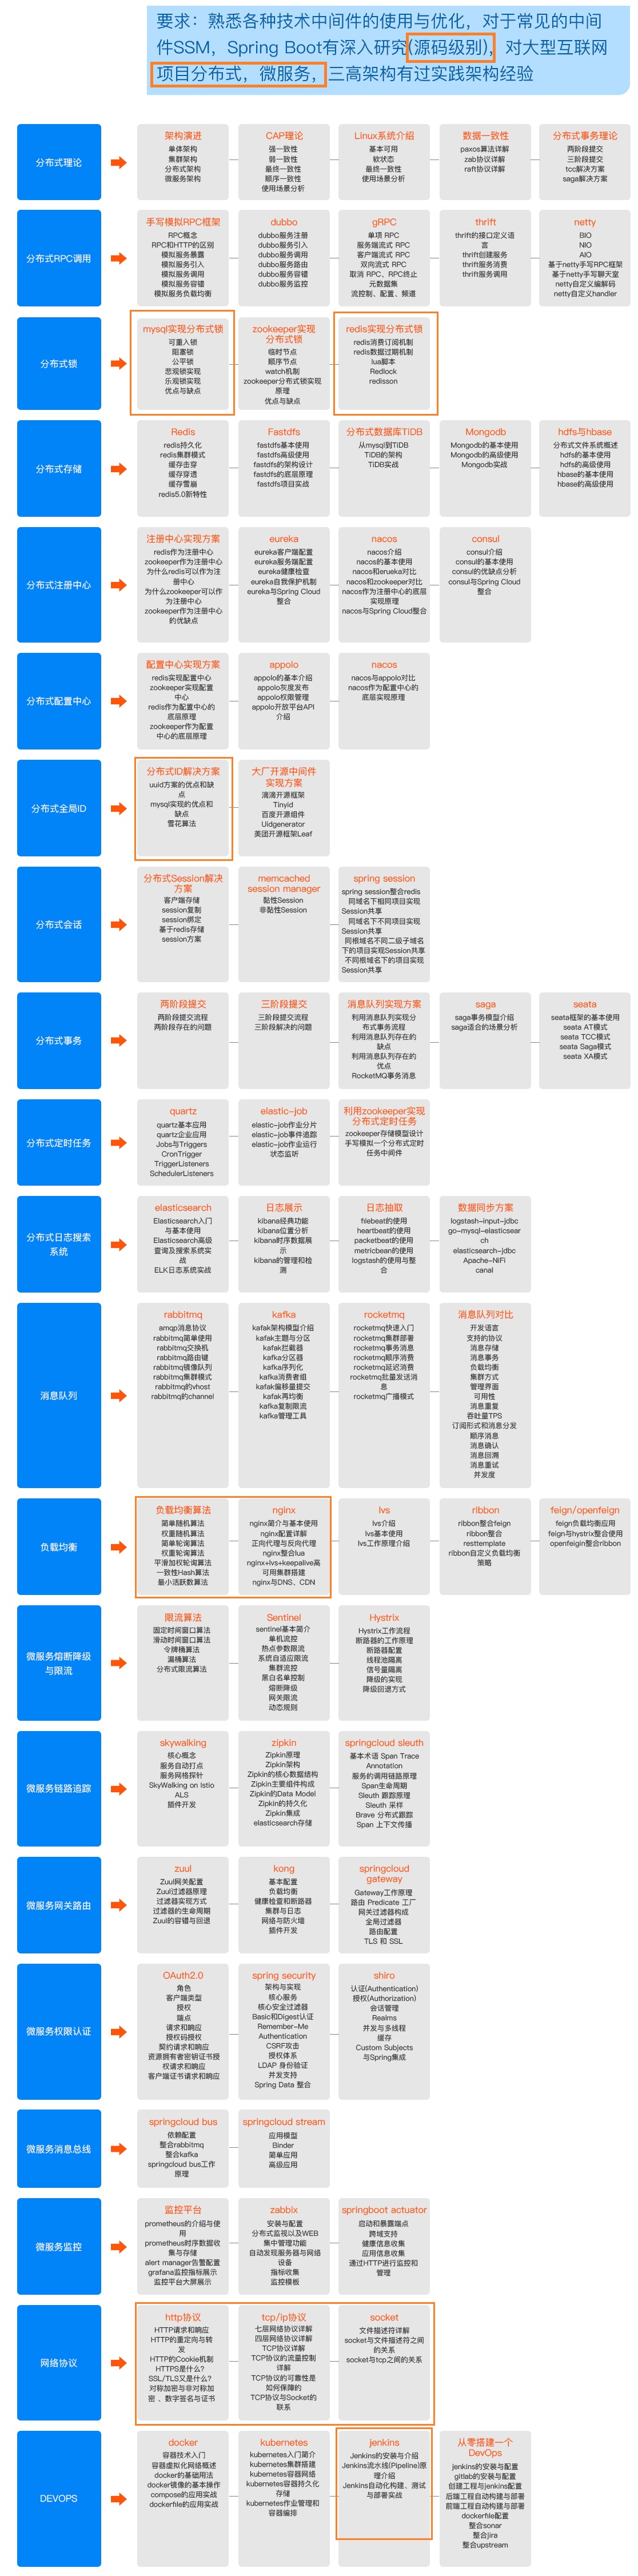 要求：熟悉各种技术中间件的使用与优化，对于常见的中间
件SSM，Spring Boot有深入研究(源码级别)，对大型互联网
项目分布式，微服务，三高架构有过实践架构经验
分布式理论
架构演进
单体架构
集群架构
分布式架构
微服务架构
CAP理论
强一致性
弱一致性
最终一致性
顺序一致性
使用场景分析
Linux系统介绍
基本可用
软状态
最终一致性
使用场景分析
数据一致性
paxos算法详解
zab协议详解
raft协议详解
分布式事务理论
两阶段提交
三阶段提交
tcc解决方案
saga解决方案
分布式RPC调用
手写模拟RPC框架
RPC概念
RPC和HTTP的区别
模拟服务暴露
模拟服务引入
模拟服务调用
模拟服务容错
模拟服务负载均衡
dubbo
dubbo服务注册
dubbo服务引入
dubbo服务调用
dubbo服务路由
dubbo服务容错
dubbo服务监控
gRPC
单项 RPC
服务端流式 RPC
客户端流式 RPC
双向流式 RPC
取消 RPC、RPC终止
元数据集
流控制、配置、频道
thrift
thrift的接口定义语
言
thrift创建服务
thrift服务消费
thrift服务调用
netty
BIO
NIO
AIO
基于netty手写RPC框架
基于netty手写聊天室
netty自定义编解码
netty自定义handler
分布式锁
mysql实现分布式锁
可重入锁
阻塞锁
公平锁
悲观锁实现
乐观锁实现
优点与缺点
zookeeper实现
分布式锁
临时节点
顺序节点
watch机制
zookeeper分布式锁实现
原理
优点与缺点
redis实现分布式锁
redis消费订阅机制
redis数据过期机制
lua脚本
Redlock
redisson
分布式存储
Redis
redis持久化
redis集群模式
缓存击穿
缓存穿透
缓存雪崩
redis5.0新特性
Fastdfs
fastdfs基本使用
fastdfs高级使用
fastdfs的架构设计
fastdfs的底层原理
fastdfs项目实战
分布式数据库TiDB
从mysql到TiDB
TiDB的架构
TiDB实战
Mongodb
Mongodb的基本使用
Mongodb的高级使用
Mongodb实战
hdfs与hbase
分布式文件系统概述
hdfs的基本使用
hdfs的高级使用
hbase的基本使用
hbase的高级使用
分布式注册中心
注册中心实现方案
redis作为注册中心
zookeeper作为注册中心
为什么redis可以作为注
册中心
为什么zookeeper可以作
为注册中心
zookeeper作为注册中心
的优缺点
eureka
eureka客户端配置
eureka服务端配置
eureka健康检查
eureka自我保护机制
eureka与Spring Cloud
整合
nacos
nacos介绍
nacos的基本使用
nacos和erueka对比
nacos和zookeeper对比
nacos作为注册中心的底层
实现原理
nacos与Spring Cloud整合
consul
consul介绍
consul的基本使用
consul的优缺点分析
consul与Spring Cloud
整合
分布式配置中心
配置中心实现方案
redis实现配置中心
zookeeper实现配置
中心
redis作为配置中心的
底层原理
zookeeper作为配置
中心的底层原理
appolo
appolo的基本介绍
appolo灰度发布
appolo权限管理
appolo开放平台API
介绍
nacos
nacos与appolo对比
nacos作为配置中心的
底层实现原理
分布式全局ID
分布式ID解决方案
uuid方案的优点和缺
点
mysql实现的优点和
缺点
雪花算法
大厂开源中间件
实现方案
滴滴开源框架
Tinyid
百度开源组件
Uidgenerator
美团开源框架Leaf
分布式会话
分布式Session解决
方案
客户端存储
session复制
session绑定
基于redis存储
session方案
memcached
session manager
黏性Session
非黏性Session
spring session
spring session整合redis
同域名下相同项目实现
Session共享
同域名下不同项目实现
Session共享
同根域名不同二级子域名
下的项目实现Session共享
不同根域名下的项目实现
Session共享
分布式事务
两阶段提交
两阶段提交流程
两阶段存在的问题
三阶段提交
三阶段提交流程
三阶段解决的问题
消息队列实现方案
利用消息队列实现分
布式事务流程
利用消息队列存在的
缺点
利用消息队列存在的
优点
RocketMQ事务消息
saga
saga事务模型介绍
saga适合的场景分析
seata
seata框架的基本使用
seata AT模式
seata TCC模式
seata Saga模式
seata XA模式
分布式定时任务
quartz
quartz基本应用
quartz企业应用
Jobs与Triggers
CronTrigger
TriggerListeners
SchedulerListeners
elastic-job
elastic-job作业分片
elastic-job事件追踪
elastic-job作业运行
状态监听
利用zookeeper实现
分布式定时任务
zookeeper存储模型设计
手写模拟一个分布式定时
任务中间件
分布式日志搜索
系统
elasticsearch
Elasticsearch入门
与基本使用
Elasticsearch高级
查询及搜索系统实
战
ELK日志系统实战
日志展示
kibana经典功能
kibana位置分析
kibana时序数据展
示
kibana的管理和检
测
日志抽取
filebeat的使用
heartbeat的使用
packetbeat的使用
metricbean的使用
logstash的使用与整
合
数据同步方案
logstash-input-jdbc
go-mysql-elasticsear
ch
elasticsearch-jdbc
Apache-NiFi
canal
消息队列
rabbitmq
amqp消息协议
rabbitmq简单使用
rabbitmq交换机
rabbitmq路由键
rabbitmq镜像队列
rabbitmq集群模式
rabbitmq的vhost
rabbitmq的channel
kafka
kafak架构模型介绍
kafak主题与分区
kafak拦截器
kafka分区器
kafka序列化
kafka消费者组
kafak偏移量提交
kafak再均衡
kafka复制限流
kafka管理工具
rocketmq
rocketmq快速入门
rocketmq集群部署
rocketmq事务消息
rocketmq顺序消费
rocketmq延迟消费
rocketmq批量发送消
息
rocketmq广播模式
消息队列对比
开发语言
支持的协议
消息存储
消息事务
负载均衡
集群方式
管理界面
可用性
消息重复
吞吐量TPS
订阅形式和消息分发
顺序消息
消息确认
消息回溯
消息重试
并发度
负载均衡
负载均衡算法
简单随机算法
权重随机算法
简单轮询算法
权重轮询算法
平滑加权轮询算法
一致性Hash算法
最小活跃数算法
nginx
nginx简介与基本使用
nginx配置详解
正向代理与反向代理
nginx整合lua
nginx+lvs+keepalive高
可用集群搭建
nginx与DNS、CDN
lvs
lvs介绍
lvs基本使用
lvs工作原理介绍
ribbon
ribbon整合feign
ribbon整合
resttemplate
ribbon自定义负载均衡
策略
feign/openfeign
feign负载均衡应用
feign与hystrix整合使用
openfeign整合ribbon
微服务熔断降级
与限流
限流算法
固定时间窗口算法
滑动时间窗口算法
令牌桶算法
漏桶算法
分布式限流算法
Sentinel
sentinel基本简介
单机流控
热点参数限流
系统自适应限流
集群流控
黑白名单控制
熔断降级
网关限流
动态规则
Hystrix
Hystrix工作流程
断路器的工作原理
断路器配置
线程池隔离
信号量隔离
降级的实现
降级回退方式
微服务链路追踪
skywalking
核心概念
服务自动打点
服务网格探针
SkyWalking on Istio
ALS
插件开发
zipkin
Zipkin原理
Zipkin架构
Zipkin的核心数据结构
Zipkin主要组件构成
Zipkin的Data Model
Zipkin的持久化
Zipkin集成
elasticsearch存储
springcloud sleuth
基本术语 Span Trace
Annotation
服务的调用链路原理
Span生命周期
Sleuth 跟踪原理
Sleuth 采样
Brave 分布式跟踪
Span 上下文传播
微服务网关路由
zuul
Zuul网关配置
Zuul过滤器原理
过滤器实现方式
过滤器的生命周期
Zuul的容错与回退
kong
基本配置
负载均衡
健康检查和断路器
集群与日志
网络与防火墙
插件开发
springcloud
gateway
Gateway工作原理
路由 Predicate 工厂
网关过滤器构成
全局过滤器
路由配置
TLS 和 SSL
微服务权限认证
OAuth2.0
角色
客户端类型
授权
端点
请求和响应
授权码授权
契约请求和响应
资源拥有者密钥证书授
权请求和响应
客户端证书请求和响应
spring security
架构与实现
核心服务
核心安全过滤器
Basic和Digest认证
Remember-Me
Authentication
CSRF攻击
授权体系
LDAP 身份验证
并发支持
Spring Data 整合
shiro
认证(Authentication)
授权(Authorization)
会话管理
Realms
并发与多线程
缓存
Custom Subjects
与Spring集成
微服务消息总线
springcloud bus
依赖配置
整合rabbitmq
整合kafka
springcloud bus工作
原理
springcloud stream
应用模型
Binder
简单应用
高级应用
微服务监控
监控平台
prometheus的介绍与使
用
prometheus时序数据收
集与存储
alert manager告警配置
grafana监控指标展示
监控平台大屏展示
zabbix
安装与配置
分布式监视以及WEB
集中管理功能
自动发现服务器与网络
设备
指标收集
监控模板
springboot actuator
启动和暴露端点
跨域支持
健康信息收集
应用信息收集
通过HTTP进行监控和
管理
网络协议
http协议
HTTP请求和响应
HTTP的重定向与转
发
HTTP的Cookie机制
HTTPS是什么?
SSL/TLS又是什么?
对称加密与非对称加
密 、数字签名与证书
tcp/ip协议
七层网络协议详解
四层网络协议详解
TCP协议详解
TCP协议的流量控制
详解
TCP协议的可靠性是
如何保障的
TCP协议与Socket的
联系
socket
文件描述符详解
socket与文件描述符之间
的关系
socket与tcp之间的关系
DEVOPS
docker
容器技术入门
容器虚拟化网络概述
docker的基础用法
docker镜像的基本操作
compose的应用实战
dockerfile的应用实战
kubernetes
kubernetes入门简介
kubernetes集群搭建
kubernetes容器网络
kubernetes容器持久化
存储
kubernetes作业管理和
容器编排
jenkins
Jenkins的安装与介绍
Jenkins流水线(Pipeline)原
理介绍
Jenkins自动化构建、测试
与部署实战
从零搭建一个
DevOps
jenkins的安装与配置
gitlab的安装与配置
创建工程与jenkins配置
后端工程自动构建与部署
前端工程自动构建与部署
dockerfile配置
整合sonar
整合jira
整合upstream